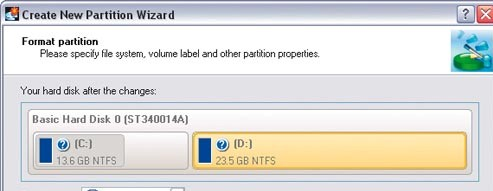 Create New Partition Wizard
Format partition
Please specify file system, volume label and other partition properties.
Your hard disk after the changes:
Basic Hard Disk 0 (ST340014A)
(C:)
13.6 GB NTFS
(D:)
23.5 GB NTFS